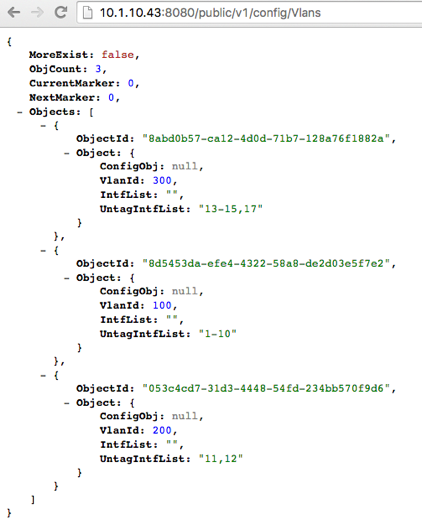 10.1.10.43:8080/public/v1/config/Vlans
{
MoreExist: false,
ObjCount: 3,
CurrentMarker: 0,
NextMarker: 0,
- Objects: [
- {
ObjectId: "8abd0b57-ca12-4d0d-71b7-128a76f1882a",
- Object: {
ConfigObj: null,
VlanId: 300,
IntfList: "",
UntagIntfList: "13-15,17"
}
},
- {
ObjectId: "8d5453da-efe4-4322-58a8-de2d03e5f7e2",
- Object: {
ConfigObj: null,
VlanId: 100,
IntfList: "",
UntagIntfList: "1-10"
}
},
- {
ObjectId: "053c4cd7-31d3-4448-54fd-234bb570f9d6",
- Object: {
ConfigObj: null,
VlanId: 200,
IntfList: "",
UntagIntfList: "11,12"
}
}
]
}